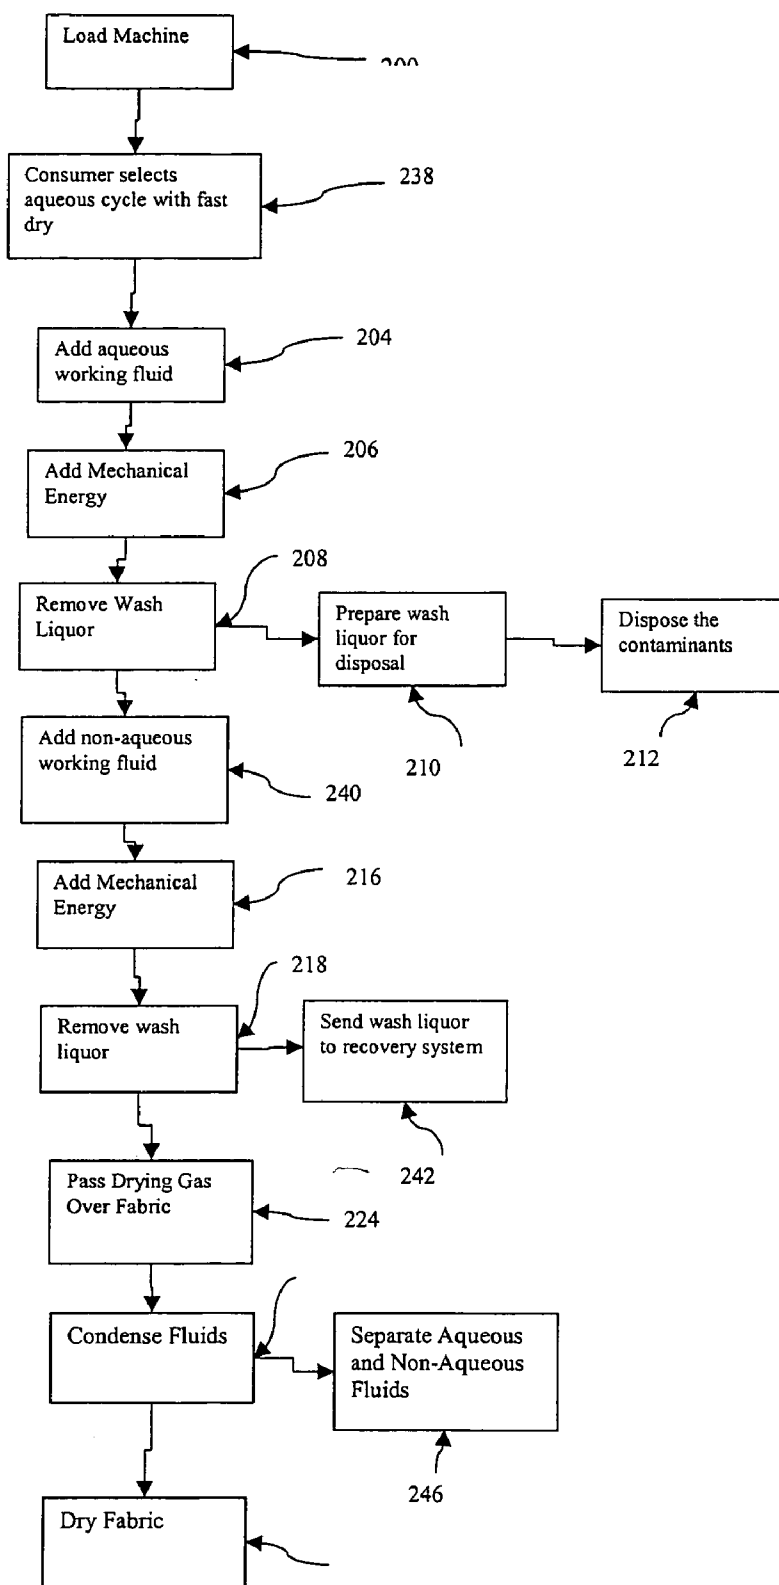 Load Machine
Consumer selects
aqueous cycle with fast
dry
238
Add aqueous
working fluid
204
Add Mechanical
Energy
206
Remove Wash
Liquor
208
Prepare wash
liquor for
disposal
210
Dispose the
contaminants
212
Add non-aqueous
working fluid
240
Add Mechanical
Energy
216
Remove wash
liquor
218
Send wash liquor
to recovery system
242
Pass Drying Gas
Over Fabric
224
Condense Fluids
Separate Aqueous
and Non-Aqueous
Fluids
246
Dry Fabric